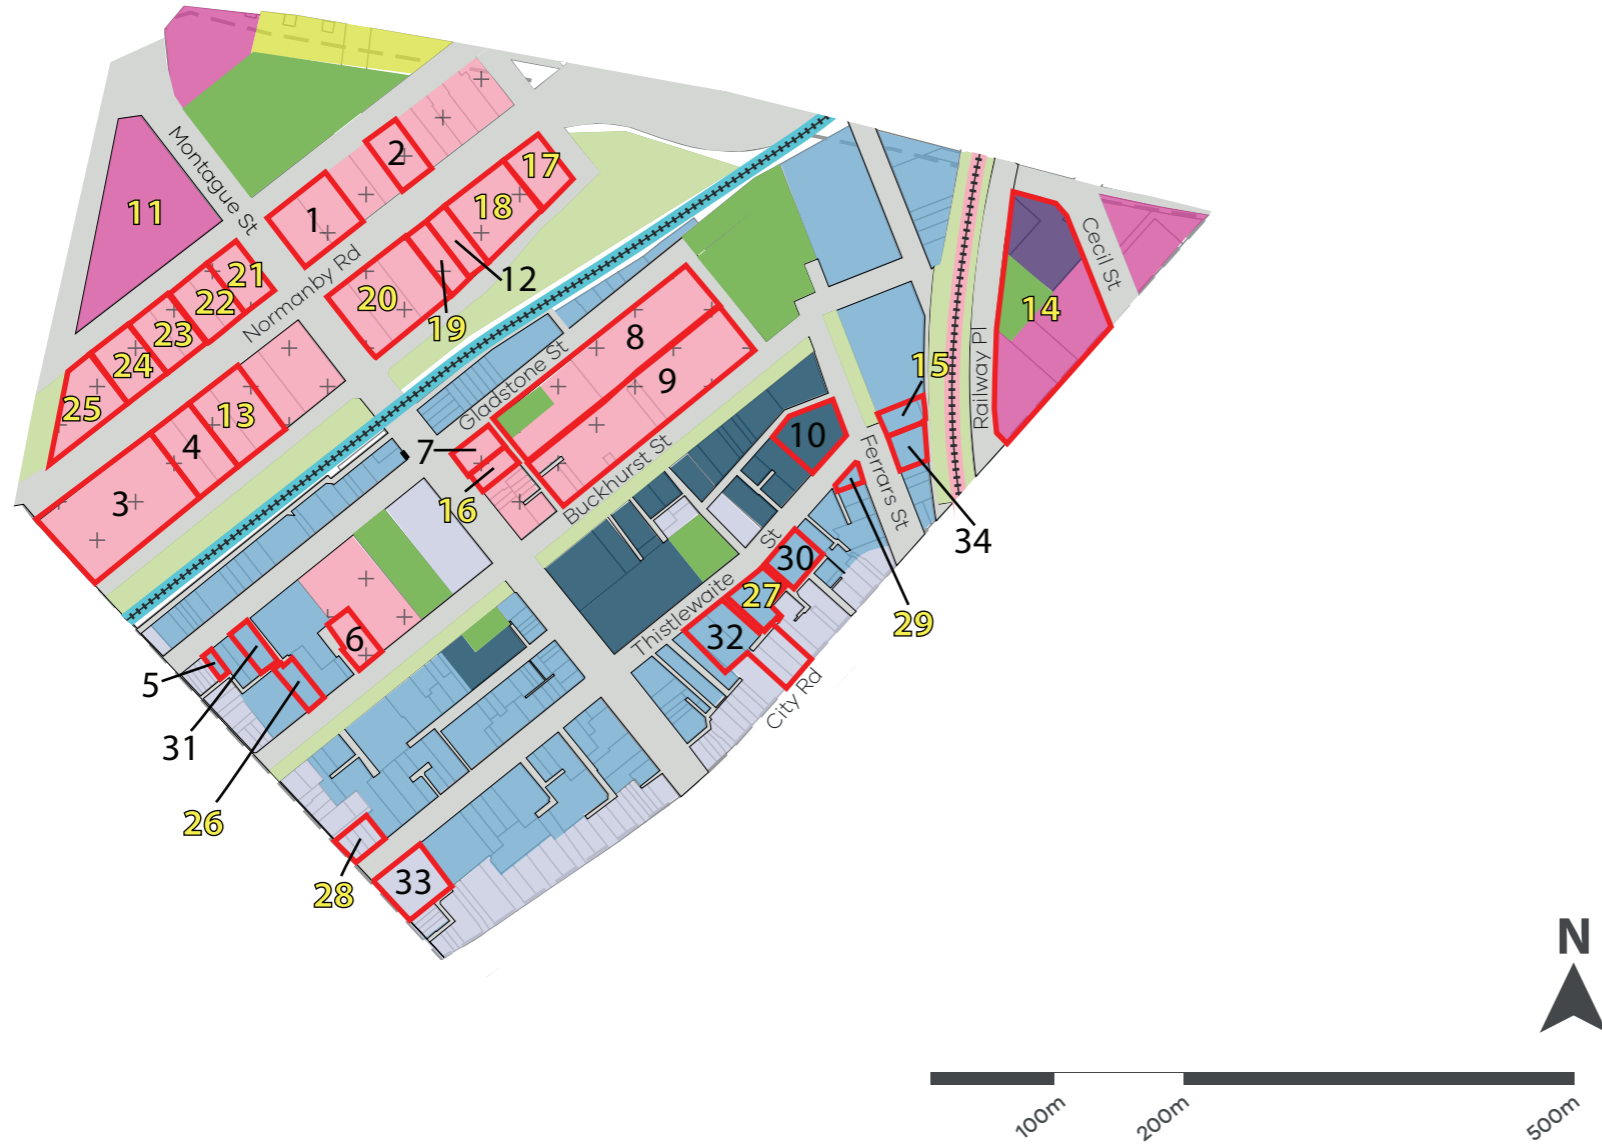 Montague St
11
2
1
17
18
12
21
22
20
19
23
24
25
Normanby Rd
13
4
3
8
9
Gladstone St
7
16
Buckhurst St
10
Cecil St
14
15
Railway Pl
Ferrars St
34
29
30
27
32
Thistlewaite St
City Rd
6
5
31
26
28
33
N
100m
200m
500m